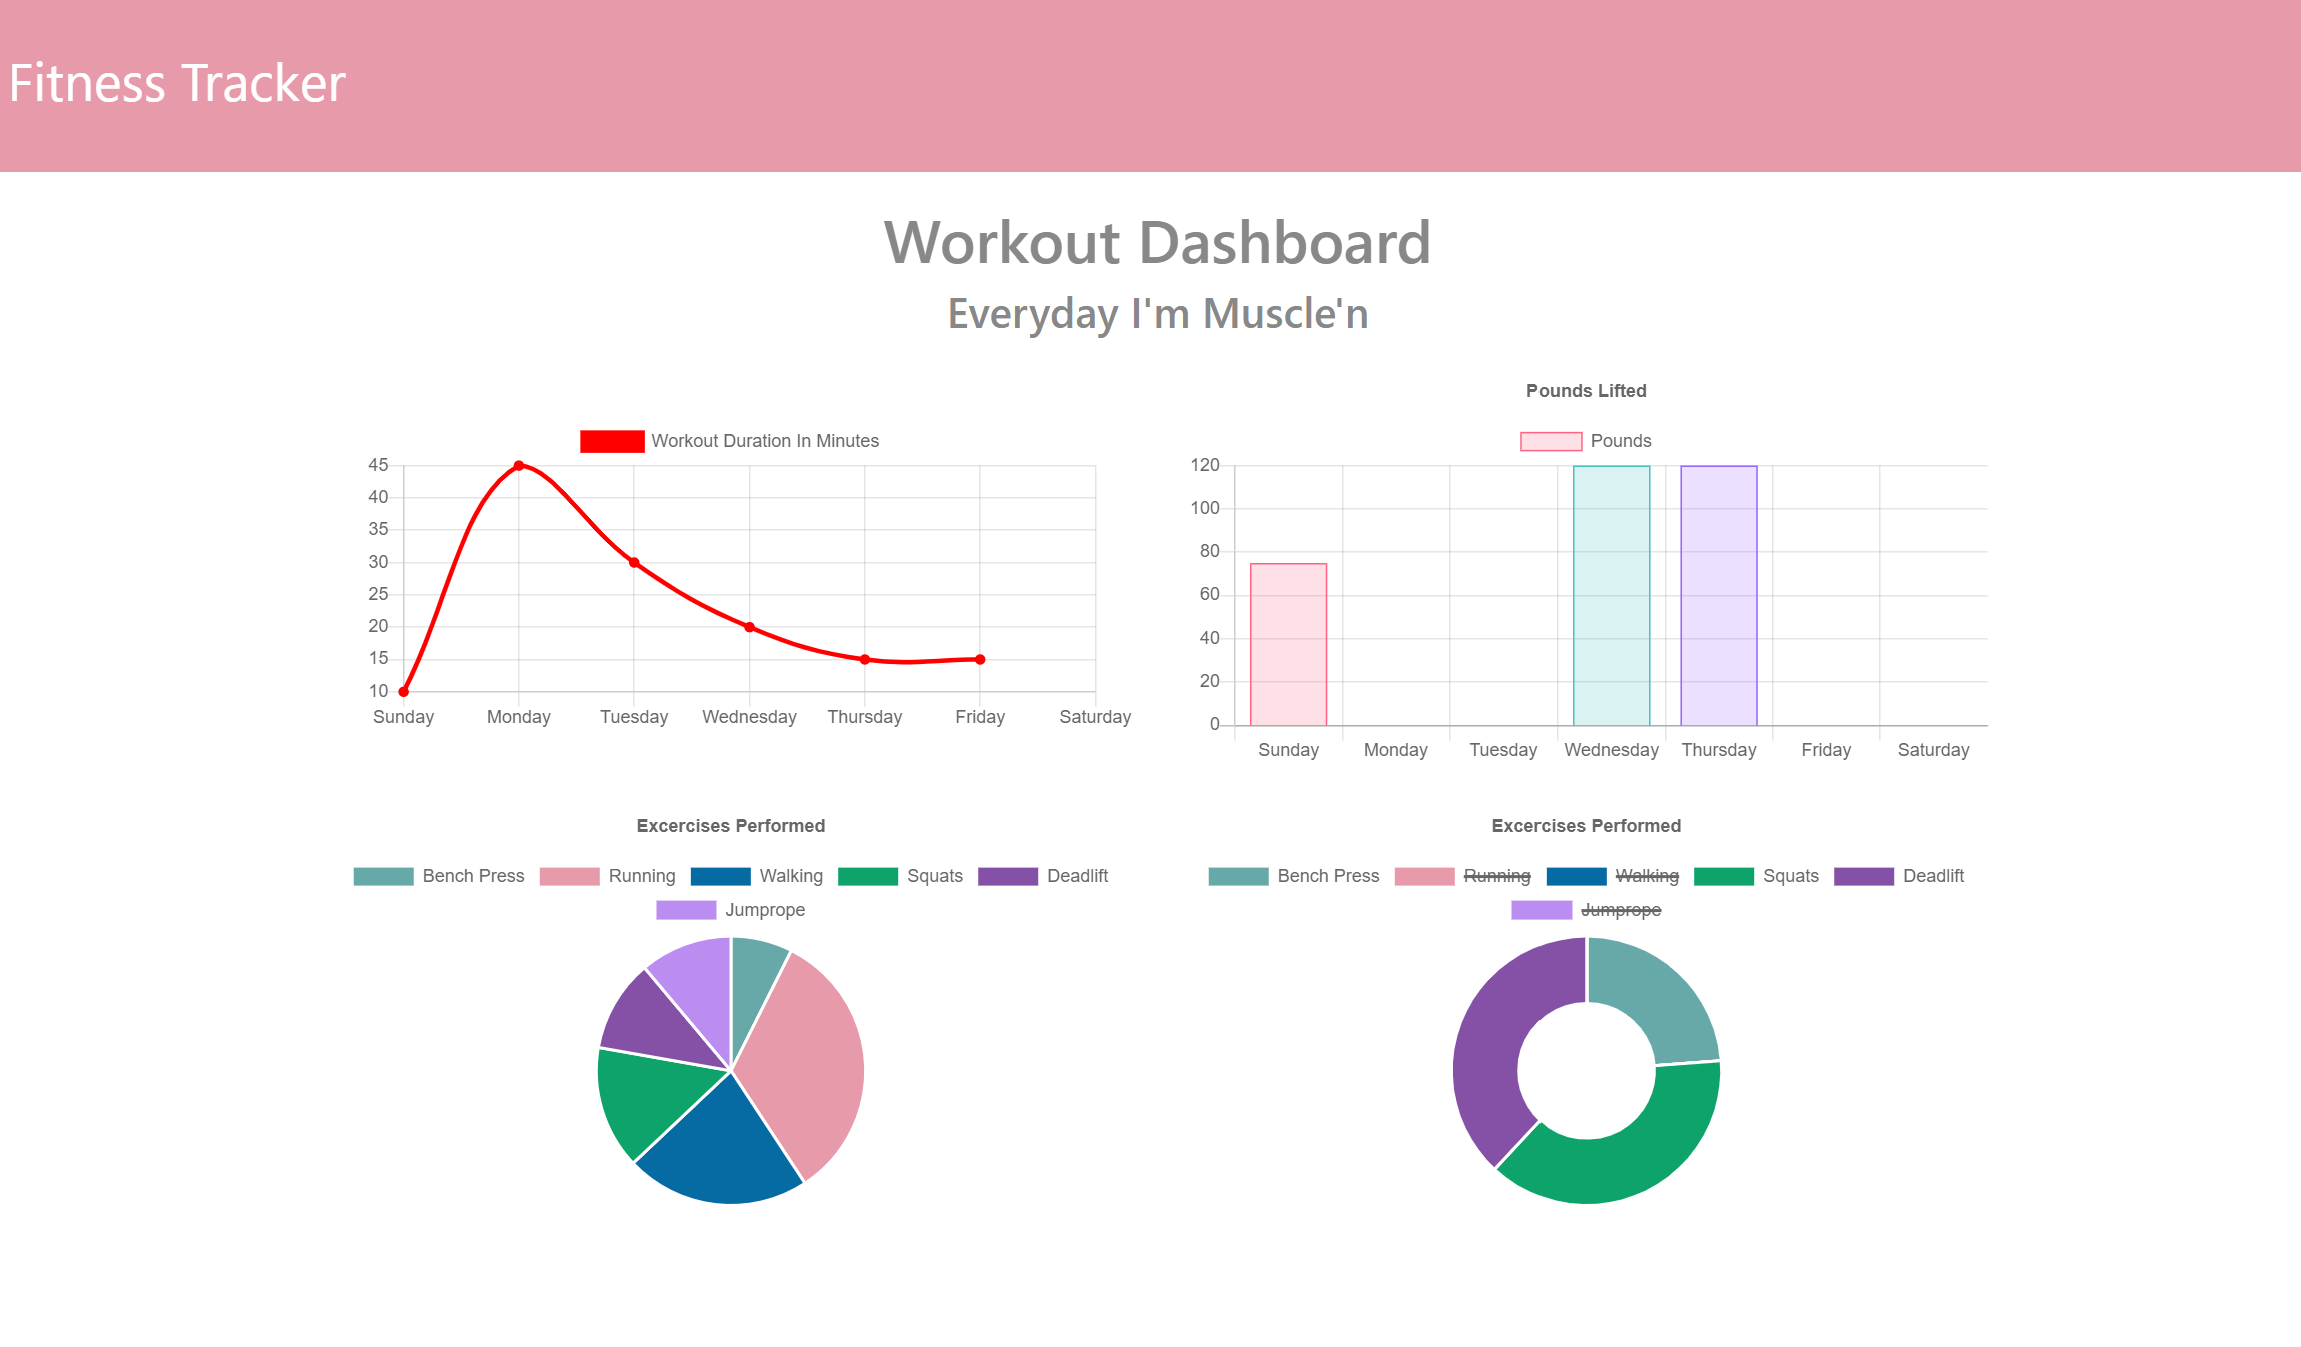 Fitness Tracker
Workout Dashboard
Everyday I'm Muscle'n
Workout Duration In Minutes
45
40
35
30
25
20
15
10
Sunday Monday Tuesday Wednesday Thursday Friday Saturday
Pounds Lifted
Pounds
120
100
80
60
40
20
0
Sunday Monday Tuesday Wednesday Thursday Friday Saturday
Excercises Performed
Bench Press Running Walking Squats Deadlift
Jumprope
Excercises Performed
Bench Press Running Walking Squats Deadlift
Jumprope